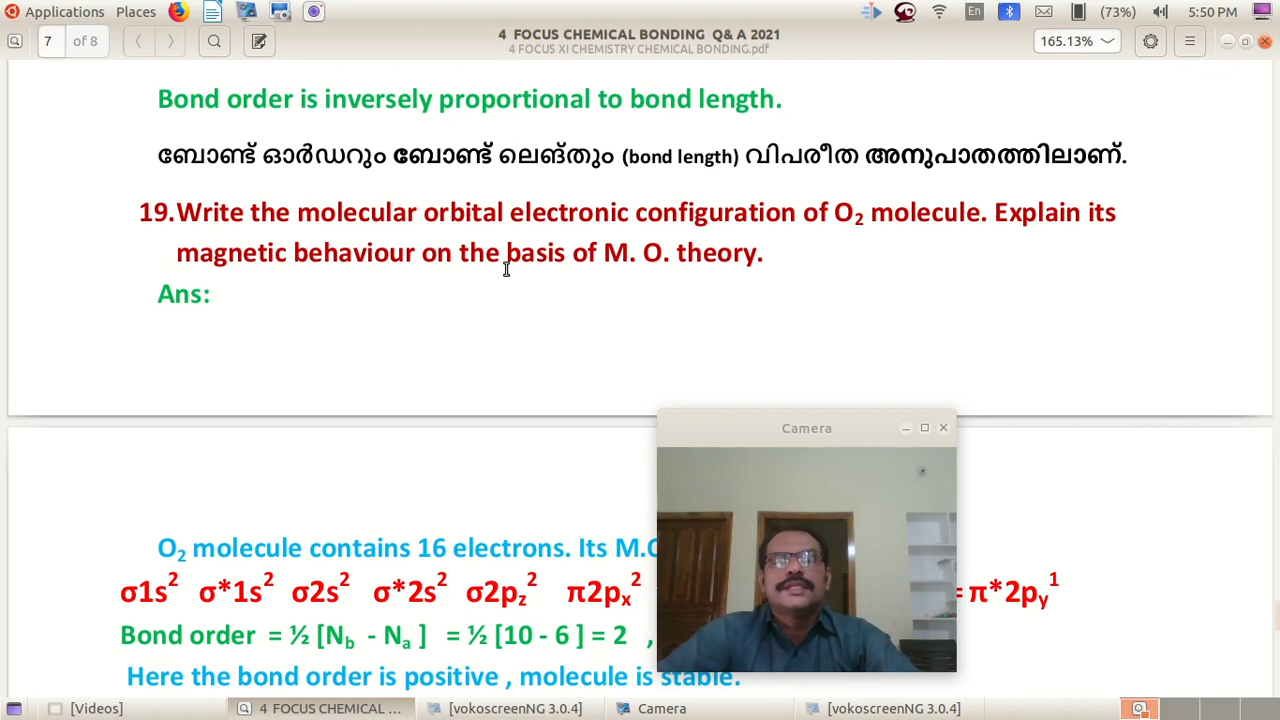 Applications Places En (73%) 5:50 PM
7 of 8 4 FOCUS CHEMICAL BONDING Q& A 2021 165.13%
4 FOCUS XI CHEMISTRY CHEMICAL BONDING.pdf
Bond order is inversely proportional to bond length.
ബോണ്ട് ഓർഡറും ബോണ്ട് ലെങ്തും (bond length) വിപരീത അനുപാതത്തിലാണ്.
19.Write the molecular orbital electronic configuration of O₂ molecule. Explain its
magnetic behaviour on the basis of M. O. theory.
Ans:
Camera
O₂ molecule contains 16 electrons. Its M.O
σ1s² σ*1s² σ2s² σ*2s² σ2p_z² π2pₓ² = π*2p_y¹
Bond order = ½ [N_b - Nₐ ] = ½ [10 - 6 ] = 2 ,
Here the bond order is positive , molecule is stable.
[Videos] 4 FOCUS CHEMICAL ... [vokoscreenNG 3.0.4] Camera [vokoscreenNG 3.0.4]